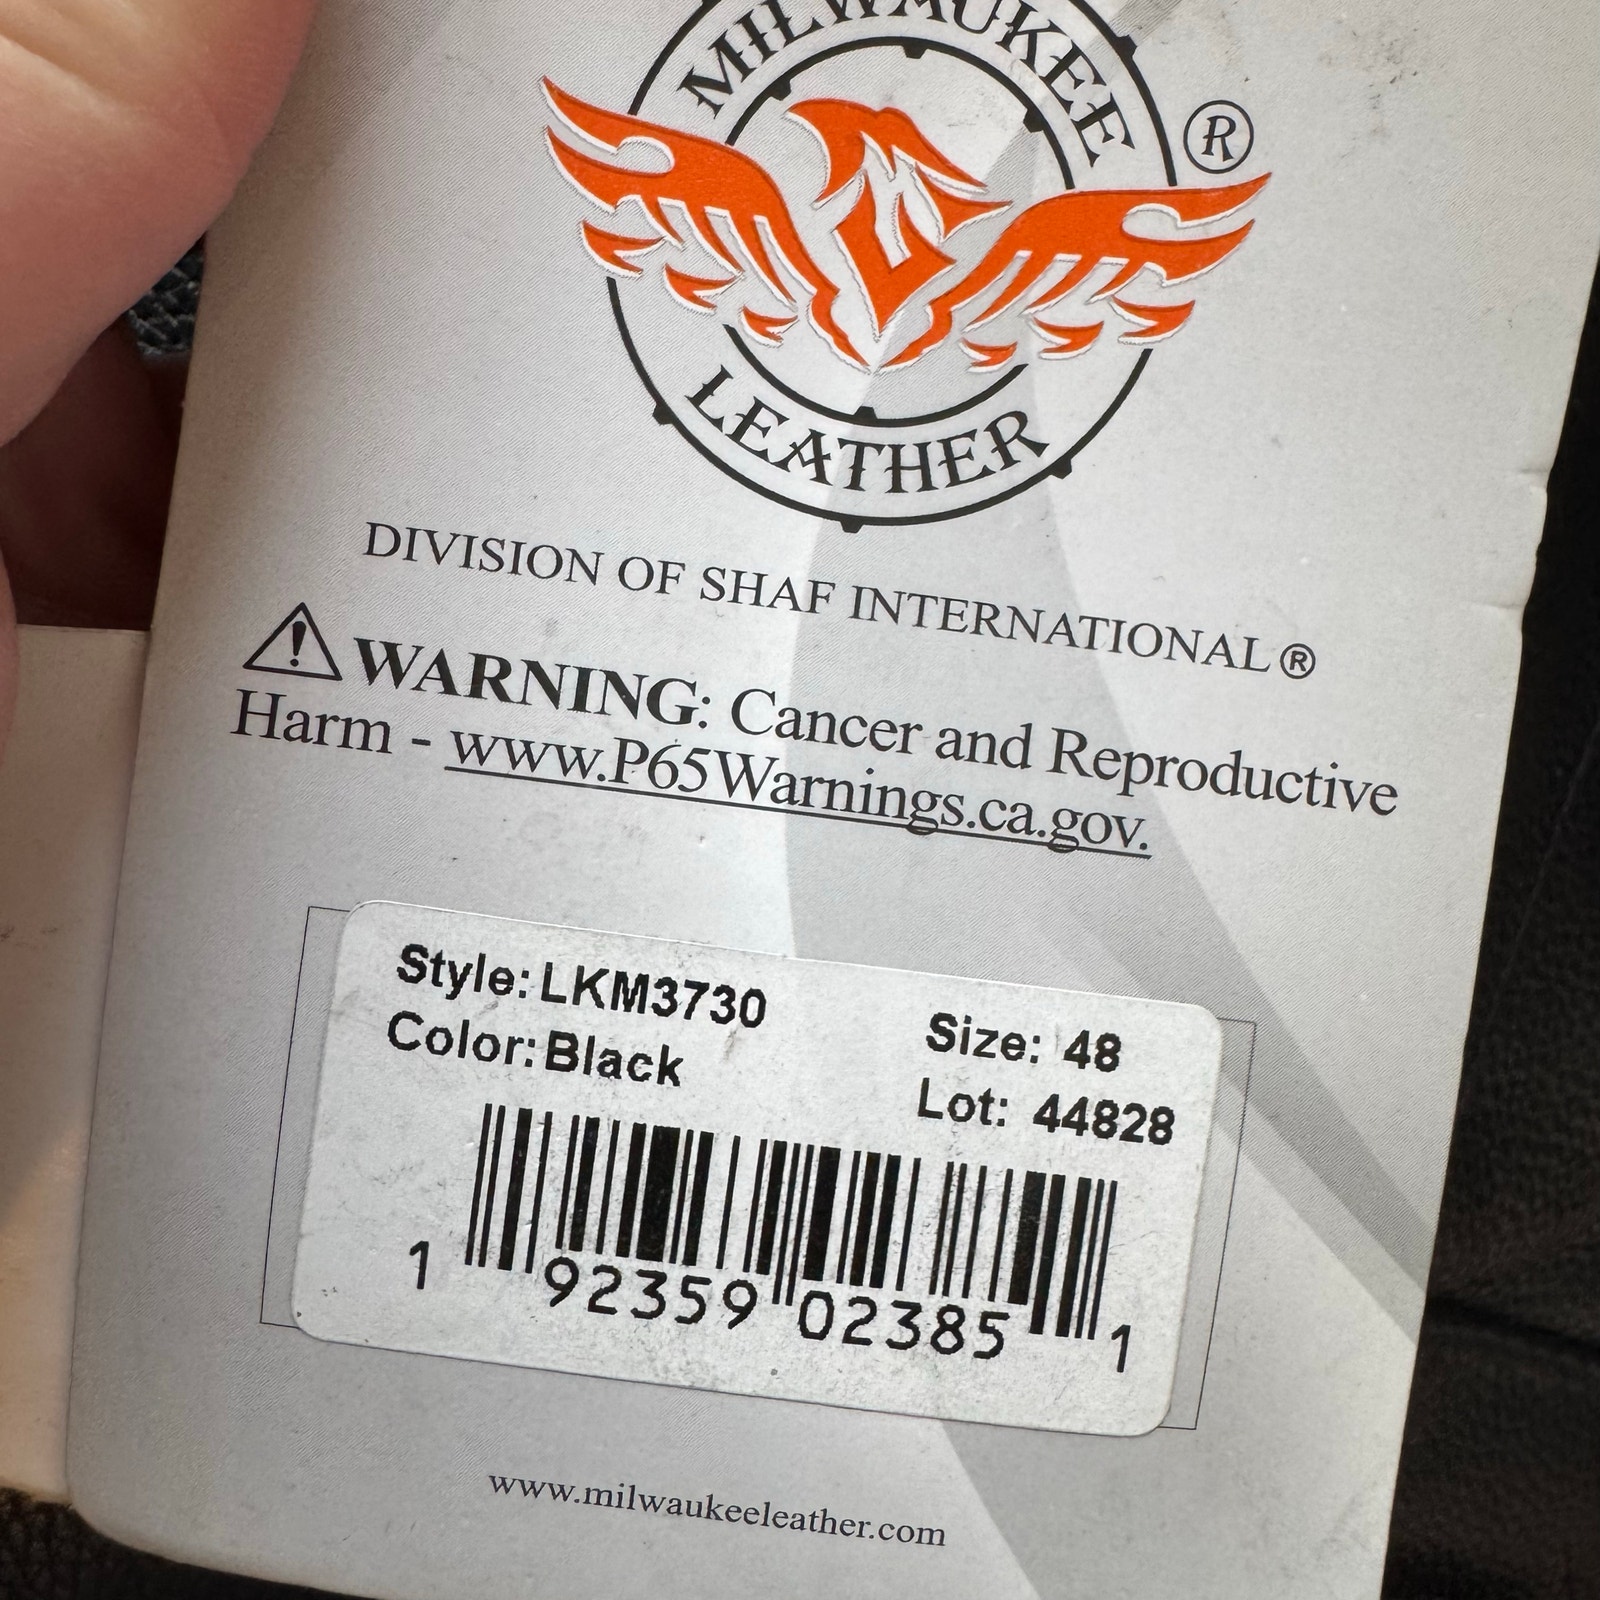 MILWAUKEE
®
LEATHER
DIVISION OF SHAF INTERNATIONAL®
WARNING: Cancer and Reproductive
Harm - www.P65Warnings.ca.gov.
Style: LKM3730
Size: 48
Color: Black
Lot: 44828
1 92359 02385 1
www.milwaukeeleather.com